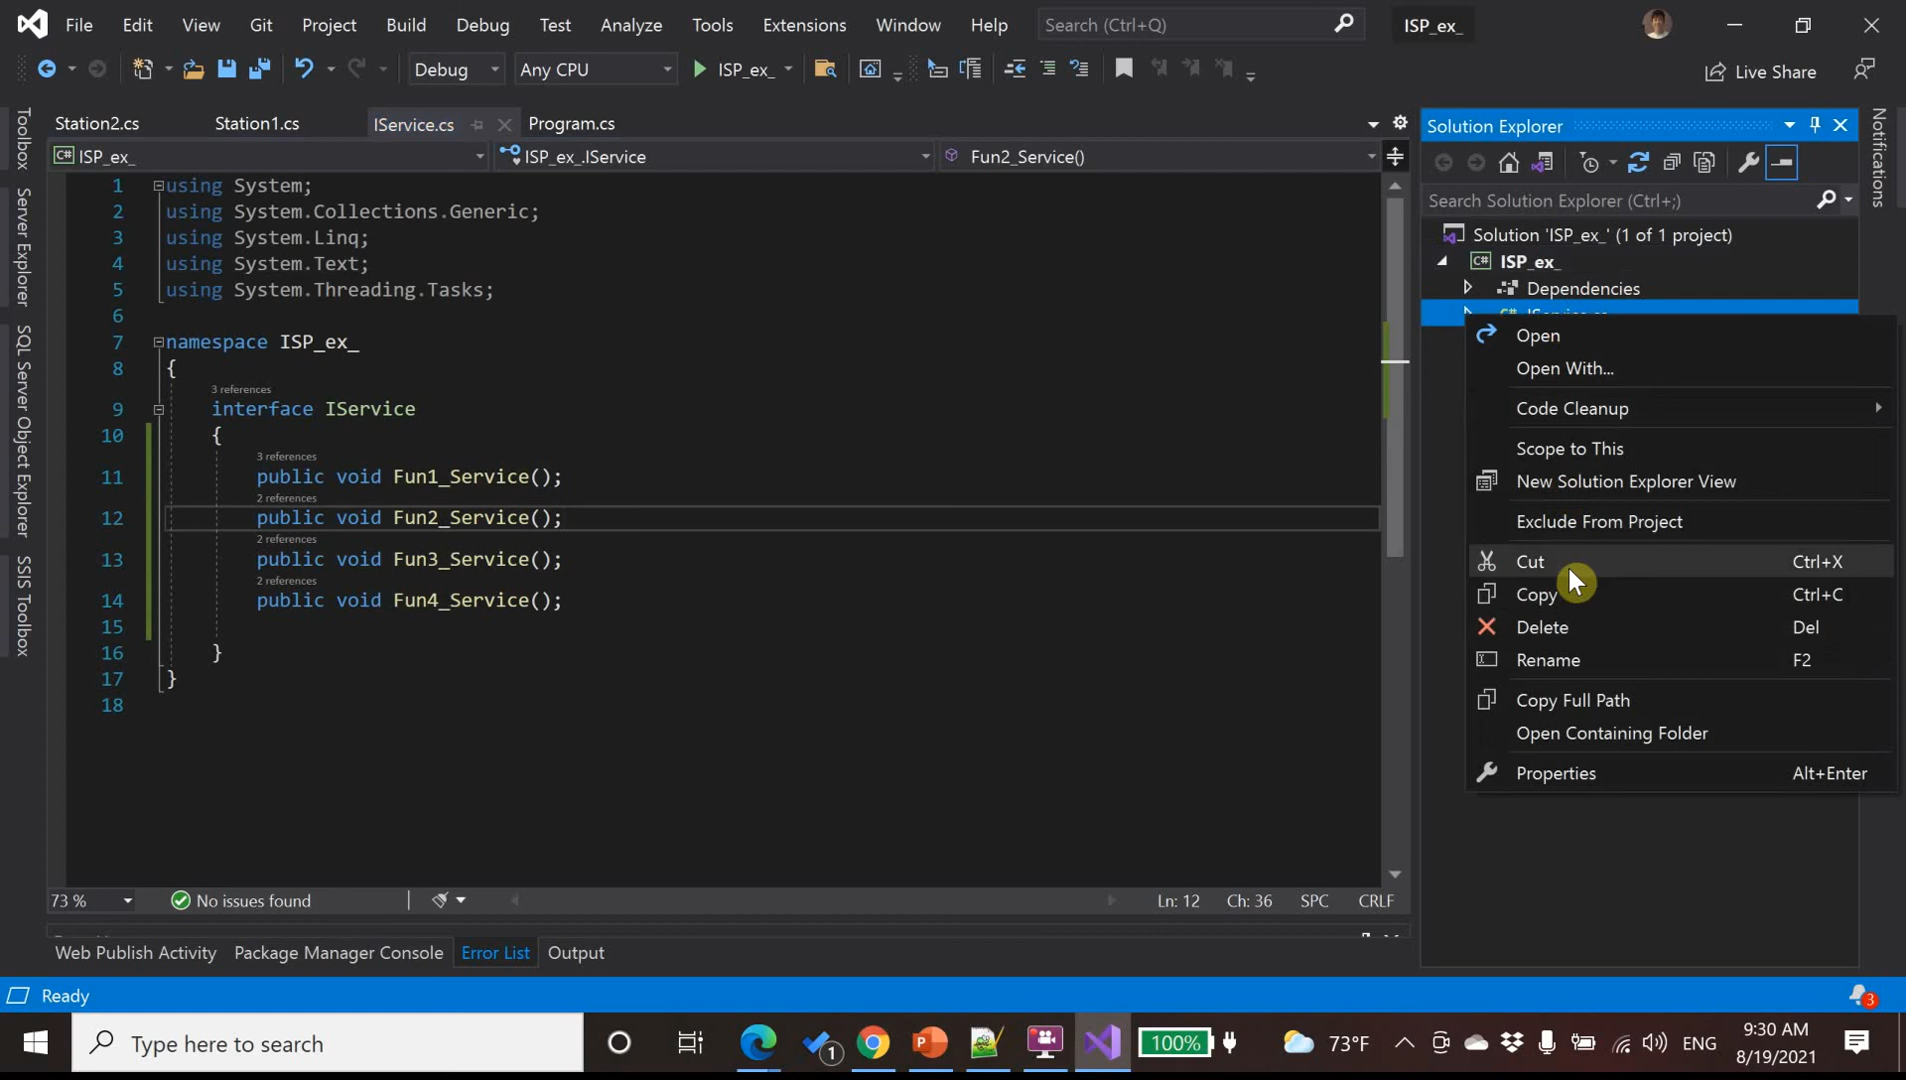 File Edit View Git Project Build Debug Test Tools Analyze Extensions Window Help Search (Ctrl+Q) ISP_ex_
Debug Any CPU ISP_ex_ Live Share
Station2.cs Station1.cs IService.cs Program.cs
ISP_ex_ ISP_ex_.IService Fun2_Service()
Toolbox
Server Explorer
SQL Server Object Explorer
SSIS Toolbox
1 using System;
2 using System.Collections.Generic;
3 using System.Linq;
4 using System.Text;
5 using System.Threading.Tasks;
6
7 namespace ISP_ex_
8 {
3 references
9 interface IService
10 {
3 references
11 public void Fun1_Service();
2 references
12 public void Fun2_Service();
2 references
13 public void Fun3_Service();
2 references
14 public void Fun4_Service();
15
16 }
17 }
18
73 % No issues found Ln: 12 Ch: 36 SPC CRLF
Web Publish Activity Package Manager Console Error List Output
Solution Explorer
Search Solution Explorer (Ctrl+;)
Solution 'ISP_ex_' (1 of 1 project)
ISP_ex_
Dependencies
Open
Open With...
Code Cleanup
Scope to This
New Solution Explorer View
Exclude From Project
Cut Ctrl+X
Copy Ctrl+C
Delete Del
Rename F2
Copy Full Path
Open Containing Folder
Properties Alt+Enter
Notifications
Ready 3
Type here to search 1 100% 73°F ENG 9:30 AM
8/19/2021